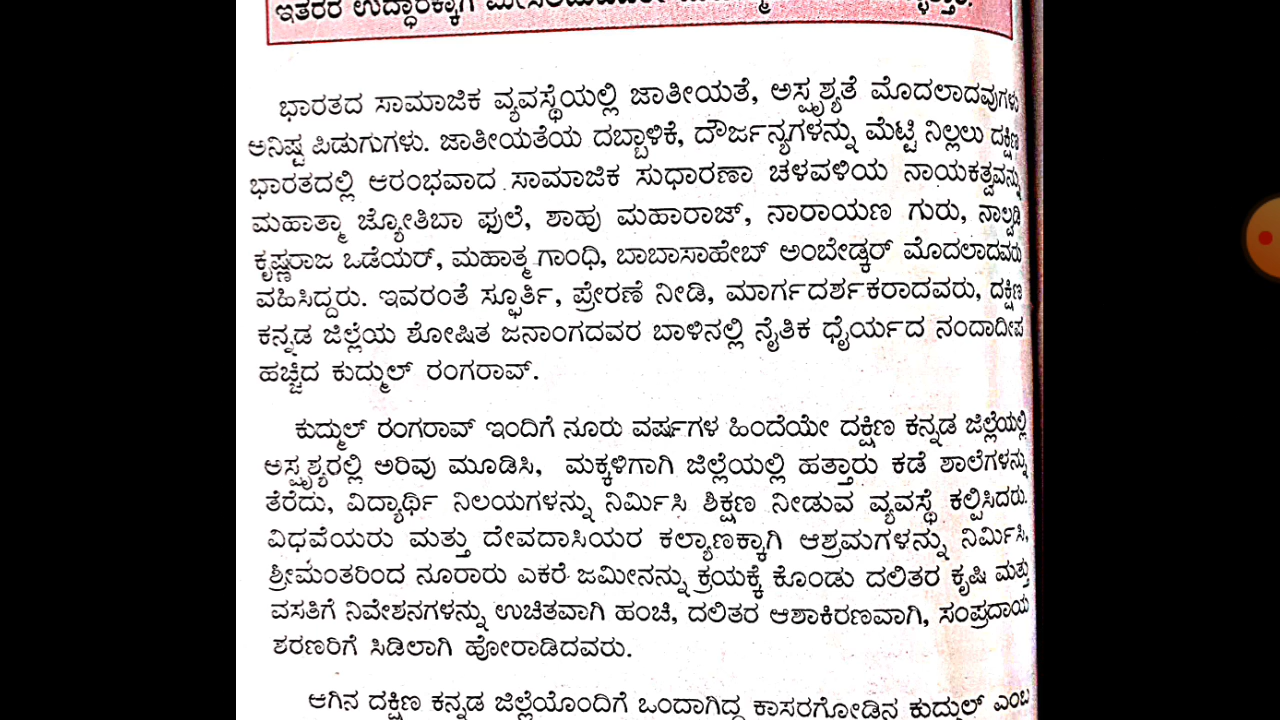 ಇತರರ ಉದ್ಧಾರಕ್ಕಾಗಿ
ಭಾರತದ ಸಾಮಾಜಿಕ ವ್ಯವಸ್ಥೆಯಲ್ಲಿ ಜಾತೀಯತೆ, ಅಸ್ಪೃಶ್ಯತೆ ಮೊದಲಾದವುಗಳು
ಅನಿಷ್ಟ ಪಿಡುಗುಗಳು. ಜಾತೀಯತೆಯ ದಬ್ಬಾಳಿಕೆ, ದೌರ್ಜನ್ಯಗಳನ್ನು ಮೆಟ್ಟಿ ನಿಲ್ಲಲು ದಕ್ಷಿಣ
ಭಾರತದಲ್ಲಿ ಆರಂಭವಾದ ಸಾಮಾಜಿಕ ಸುಧಾರಣಾ ಚಳವಳಿಯ ನಾಯಕತ್ವವನ್ನು
ಮಹಾತ್ಮಾ ಜ್ಯೋತಿಬಾ ಫುಲೆ, ಶಾಹು ಮಹಾರಾಜ್, ನಾರಾಯಣ ಗುರು, ನಾಲ್ವಡಿ
ಕೃಷ್ಣರಾಜ ಒಡೆಯರ್, ಮಹಾತ್ಮ ಗಾಂಧಿ, ಬಾಬಾಸಾಹೇಬ್ ಅಂಬೇಡ್ಕರ್ ಮೊದಲಾದವರು
ವಹಿಸಿದ್ದರು. ಇವರಂತೆ ಸ್ಫೂರ್ತಿ, ಪ್ರೇರಣೆ ನೀಡಿ, ಮಾರ್ಗದರ್ಶಕರಾದವರು, ದಕ್ಷಿಣ
ಕನ್ನಡ ಜಿಲ್ಲೆಯ ಶೋಷಿತ ಜನಾಂಗದವರ ಬಾಳಿನಲ್ಲಿ ನೈತಿಕ ಧೈರ್ಯದ ನಂದಾದೀಪ
ಹಚ್ಚಿದ ಕುದ್ಮುಲ್ ರಂಗರಾವ್.
ಕುದ್ಮುಲ್ ರಂಗರಾವ್ ಇಂದಿಗೆ ನೂರು ವರ್ಷಗಳ ಹಿಂದೆಯೇ ದಕ್ಷಿಣ ಕನ್ನಡ ಜಿಲ್ಲೆಯಲ್ಲಿ
ಅಸ್ಪೃಶ್ಯರಲ್ಲಿ ಅರಿವು ಮೂಡಿಸಿ, ಮಕ್ಕಳಿಗಾಗಿ ಜಿಲ್ಲೆಯಲ್ಲಿ ಹತ್ತಾರು ಕಡೆ ಶಾಲೆಗಳನ್ನು
ತೆರೆದು, ವಿದ್ಯಾರ್ಥಿ ನಿಲಯಗಳನ್ನು ನಿರ್ಮಿಸಿ ಶಿಕ್ಷಣ ನೀಡುವ ವ್ಯವಸ್ಥೆ ಕಲ್ಪಿಸಿದರು.
ವಿಧವೆಯರು ಮತ್ತು ದೇವದಾಸಿಯರ ಕಲ್ಯಾಣಕ್ಕಾಗಿ ಆಶ್ರಮಗಳನ್ನು ನಿರ್ಮಿಸಿ,
ಶ್ರೀಮಂತರಿಂದ ನೂರಾರು ಎಕರೆ ಜಮೀನನ್ನು ಕ್ರಯಕ್ಕೆ ಕೊಂಡು ದಲಿತರ ಕೃಷಿ ಮತ್ತು
ವಸತಿಗೆ ನಿವೇಶನಗಳನ್ನು ಉಚಿತವಾಗಿ ಹಂಚಿ, ದಲಿತರ ಆಶಾಕಿರಣವಾಗಿ, ಸಂಪ್ರದಾಯ
ಶರಣರಿಗೆ ಸಿಡಿಲಾಗಿ ಹೋರಾಡಿದವರು.
ಆಗಿನ ದಕ್ಷಿಣ ಕನ್ನಡ ಜಿಲ್ಲೆಯೊಂದಿಗೆ ಒಂದಾಗಿದ್ದ ಕಾಸರಗೋಡಿನ ಕುದ್ಮುಲ್ ಎಂಬ